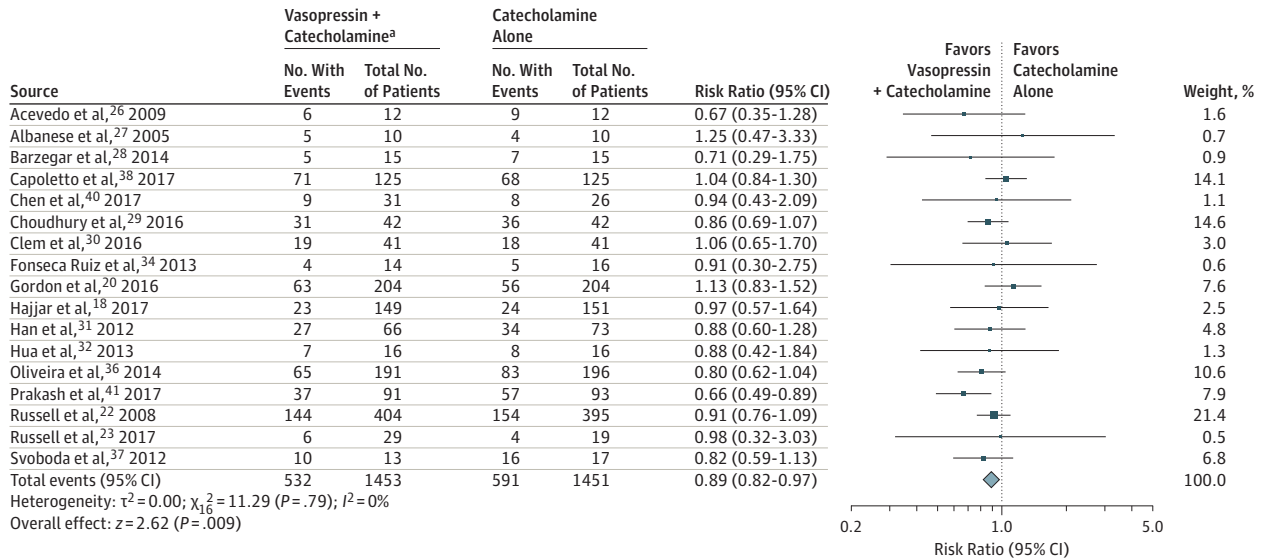 Vasopressin + Catecholamineᵃ Catecholamine Alone
Favors Vasopressin + Catecholamine Favors Catecholamine Alone
Source No. With Events Total No. of Patients No. With Events Total No. of Patients Risk Ratio (95% CI) Weight, %
Acevedo et al,²⁶ 2009 6 12 9 12 0.67 (0.35-1.28) 1.6
Albanese et al,²⁷ 2005 5 10 4 10 1.25 (0.47-3.33) 0.7
Barzegar et al,²⁸ 2014 5 15 7 15 0.71 (0.29-1.75) 0.9
Capoletto et al,³⁸ 2017 71 125 68 125 1.04 (0.84-1.30) 14.1
Chen et al,⁴⁰ 2017 9 31 8 26 0.94 (0.43-2.09) 1.1
Choudhury et al,²⁹ 2016 31 42 36 42 0.86 (0.69-1.07) 14.6
Clem et al,³⁰ 2016 19 41 18 41 1.06 (0.65-1.70) 3.0
Fonseca Ruiz et al,³⁴ 2013 4 14 5 16 0.91 (0.30-2.75) 0.6
Gordon et al,²⁰ 2016 63 204 56 204 1.13 (0.83-1.52) 7.6
Hajjar et al,¹⁸ 2017 23 149 24 151 0.97 (0.57-1.64) 2.5
Han et al,³¹ 2012 27 66 34 73 0.88 (0.60-1.28) 4.8
Hua et al,³² 2013 7 16 8 16 0.88 (0.42-1.84) 1.3
Oliveira et al,³⁶ 2014 65 191 83 196 0.80 (0.62-1.04) 10.6
Prakash et al,⁴¹ 2017 37 91 57 93 0.66 (0.49-0.89) 7.9
Russell et al,²² 2008 144 404 154 395 0.91 (0.76-1.09) 21.4
Russell et al,²³ 2017 6 29 4 19 0.98 (0.32-3.03) 0.5
Svoboda et al,³⁷ 2012 10 13 16 17 0.82 (0.59-1.13) 6.8
Total events (95% CI) 532 1453 591 1451 0.89 (0.82-0.97) 100.0
Heterogeneity: τ² = 0.00; χ₁₆² = 11.29 (P = .79); I² = 0%
Overall effect: z = 2.62 (P = .009)
0.2 1.0 5.0
Risk Ratio (95% CI)